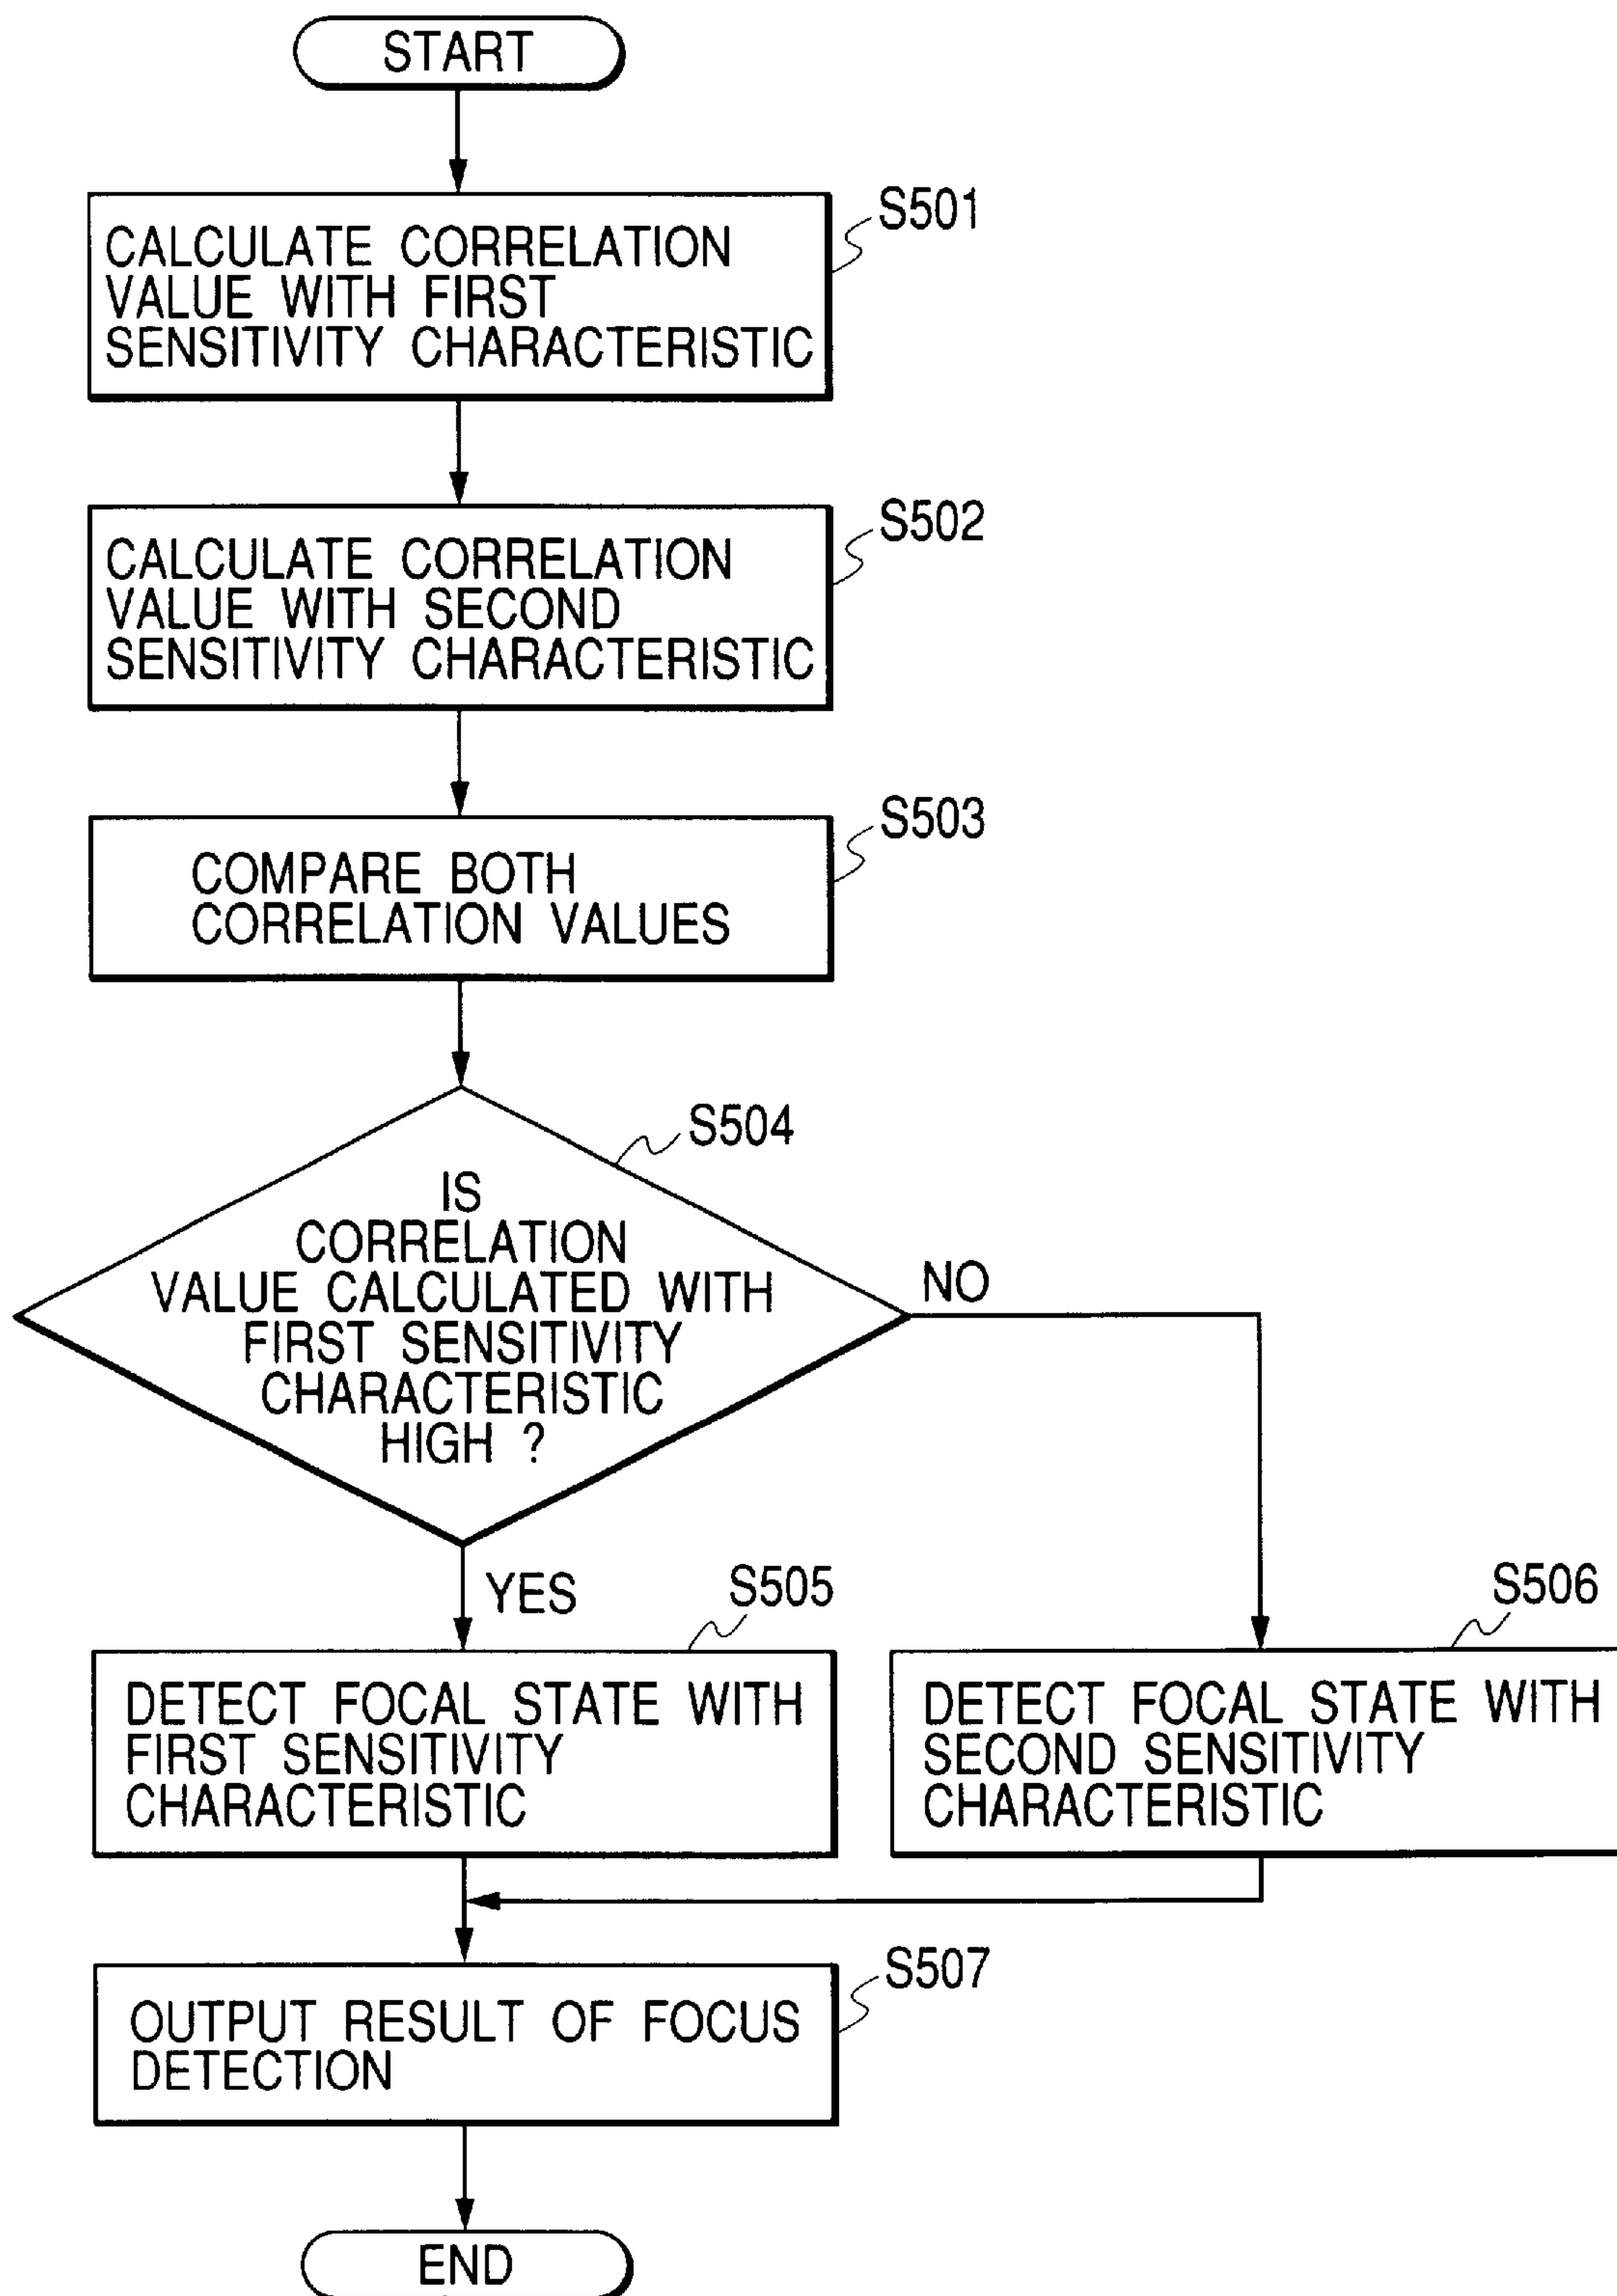 START
S501
CALCULATE CORRELATION
VALUE WITH FIRST
SENSITIVITY CHARACTERISTIC
S502
CALCULATE CORRELATION
VALUE WITH SECOND
SENSITIVITY CHARACTERISTIC
S503
COMPARE BOTH
CORRELATION VALUES
S504
IS
CORRELATION
VALUE CALCULATED WITH
FIRST SENSITIVITY
CHARACTERISTIC
HIGH ?
NO
YES
S505
DETECT FOCAL STATE WITH
FIRST SENSITIVITY
CHARACTERISTIC
S506
DETECT FOCAL STATE WITH
SECOND SENSITIVITY
CHARACTERISTIC
S507
OUTPUT RESULT OF FOCUS
DETECTION
END